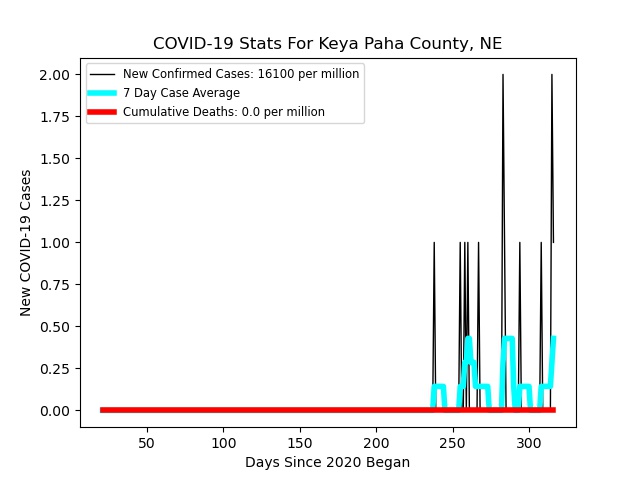 COVID-19 Stats For Keya Paha County, NE
New Confirmed Cases: 16100 per million
7 Day Case Average
Cumulative Deaths: 0.0 per million
2.00
1.75
1.50
1.25
1.00
0.75
0.50
0.25
0.00
New COVID-19 Cases
50 100 150 200 250 300
Days Since 2020 Began